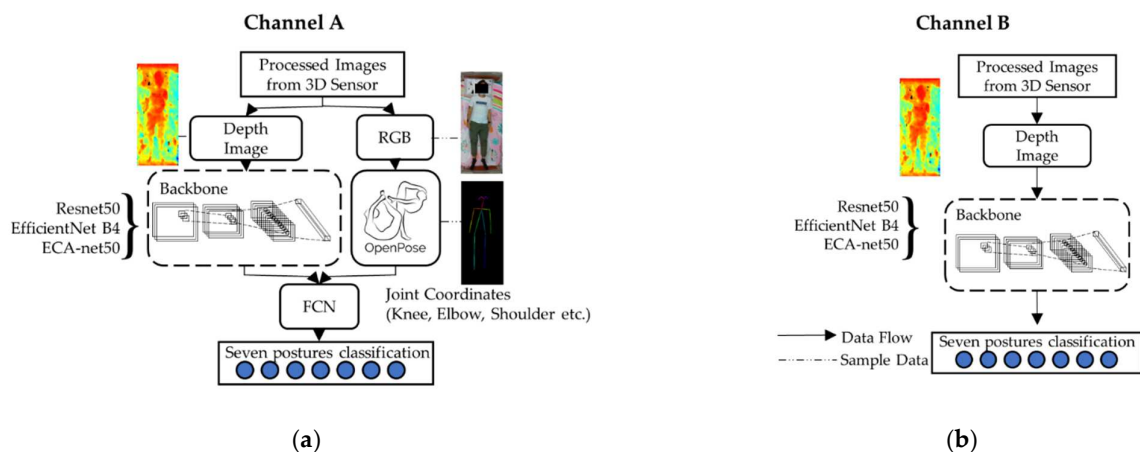 Channel A
Processed Images
from 3D Sensor
Depth
Image
RGB
Backbone
Resnet50
EfficientNet B4
ECA-net50
OpenPose
FCN
Joint Coordinates
(Knee, Elbow, Shoulder etc.)
Seven postures classification
(a)
Channel B
Processed Images
from 3D Sensor
Depth
Image
Resnet50
EfficientNet B4
ECA-net50
Backbone
Data Flow
Sample Data
Seven postures classification
(b)